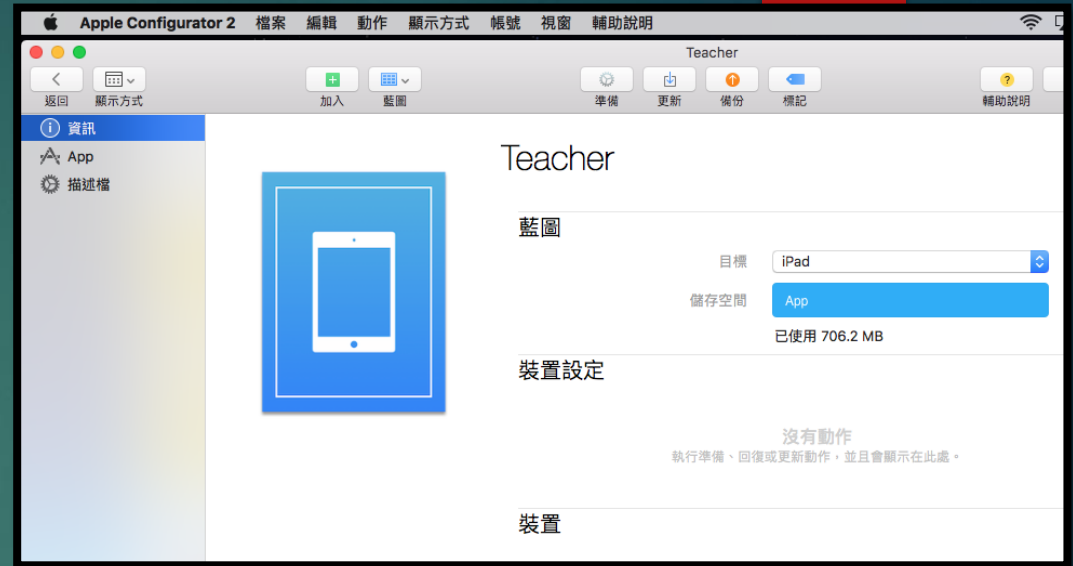 Apple Configurator 2 檔案 編輯 動作 顯示方式 帳號 視窗 輔助說明
Teacher
返回 顯示方式 加入 藍圖 準備 更新 備份 標記 輔助說明
資訊
App
描述檔
Teacher
藍圖
目標 iPad
儲存空間 App
已使用 706.2 MB
裝置設定
沒有動作
執行準備、回復或更新動作，並且會顯示在此處。
裝置